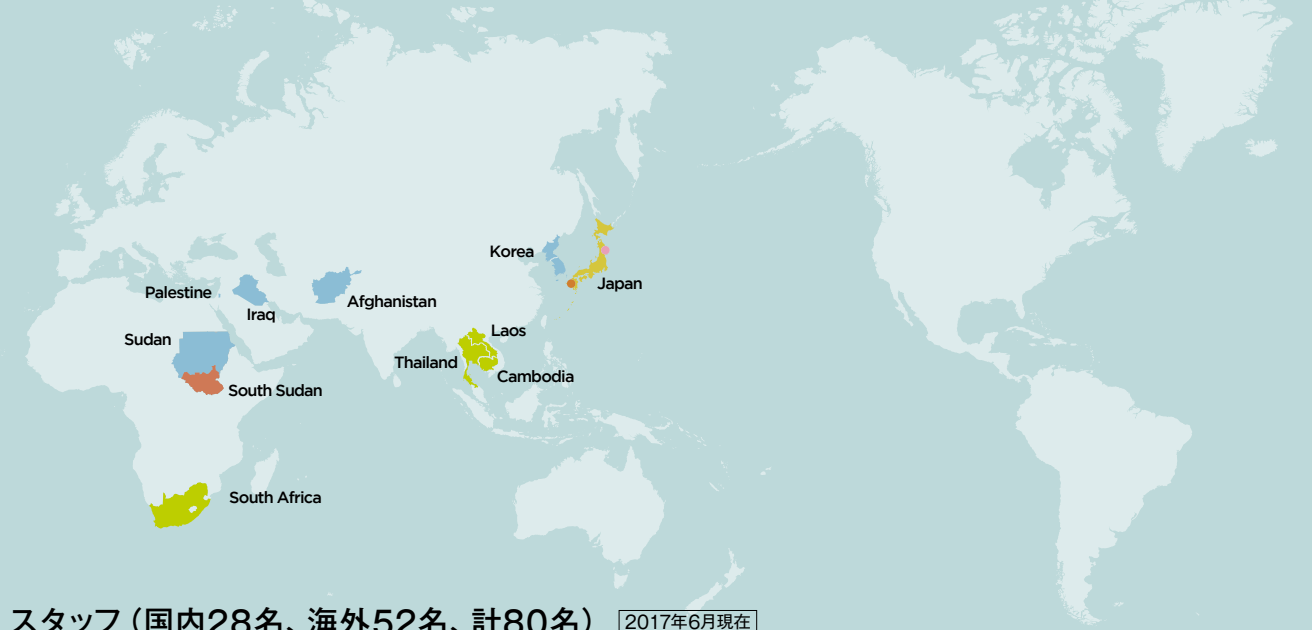 Korea
Japan
Palestine
Afghanistan
Iraq
Laos
Sudan
Thailand
Cambodia
South Sudan
South Africa
スタッフ（国内28名、海外52名、計80名） 2017年6月現在